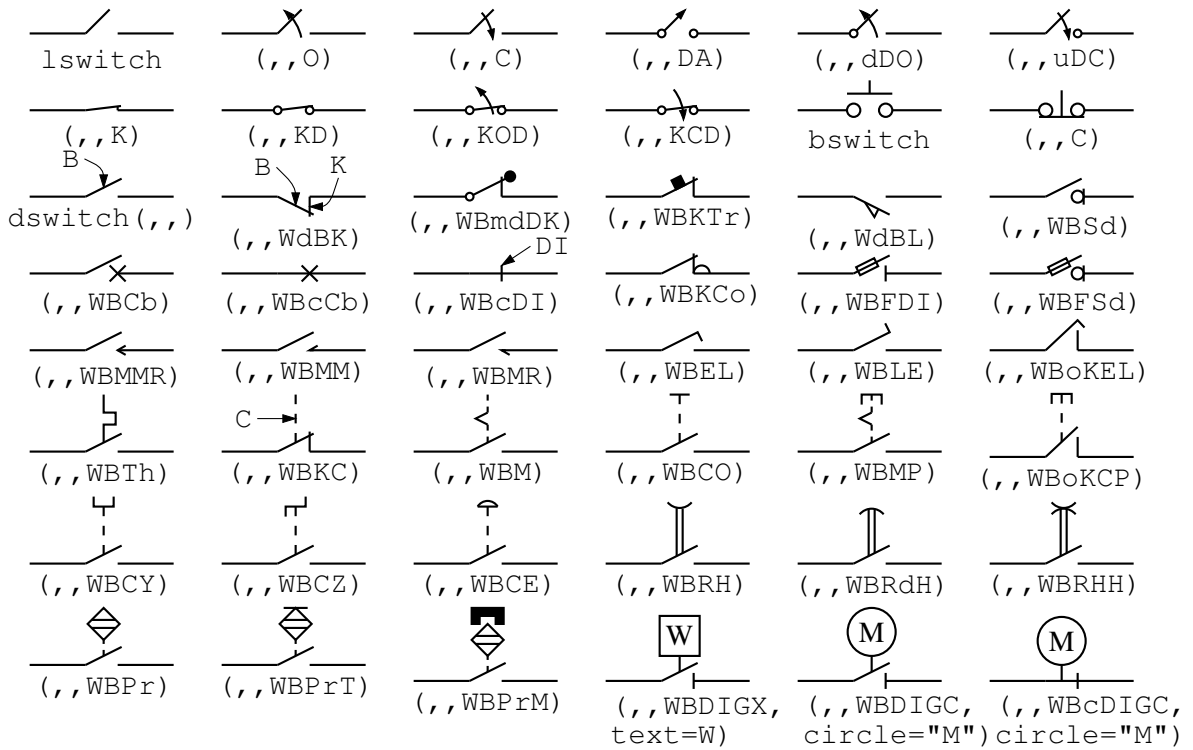 lswitch (,,O) (,,C) (,,DA) (,,dDO) (,,uDC)
(,,K) (,,KD) (,,KOD) (,,KCD) bswitch (,,C)
B B K
dswitch(,,) (,,WdBK) (,,WBmdDK) (,,WBKTr) (,,WdBL) (,,WBSd)
DI
(,,WBCb) (,,WBcCb) (,,WBcDI) (,,WBKCo) (,,WBFDI) (,,WBFSd)
(,,WBMMR) (,,WBMM) (,,WBMR) (,,WBEL) (,,WBLE) (,,WBoKEL)
C
(,,WBTh) (,,WBKC) (,,WBM) (,,WBCO) (,,WBMP) (,,WBoKCP)
(,,WBCY) (,,WBCZ) (,,WBCE) (,,WBRH) (,,WBRdH) (,,WBRHH)
W M M
(,,WBPr) (,,WBPrT) (,,WBPrM) (,,WBDIGX, (,,WBDIGC, (,,WBcDIGC,
text=W) circle="M") circle="M")